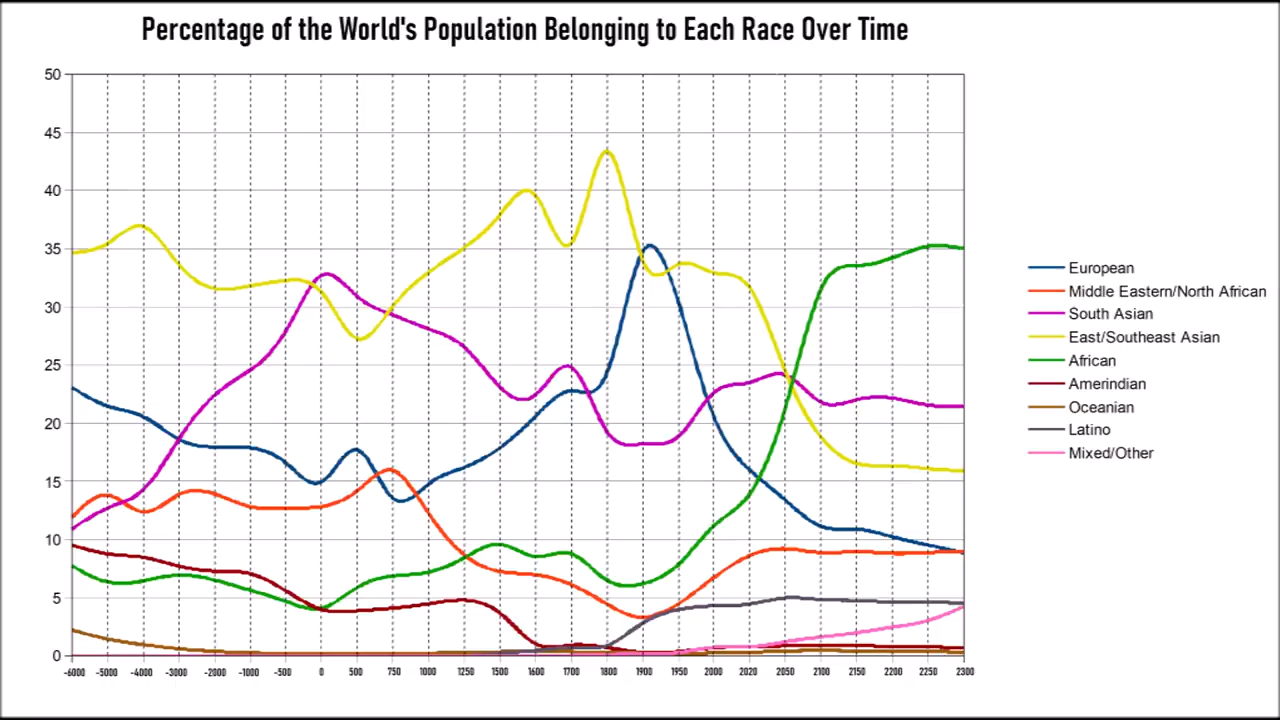 Percentage of the World's Population Belonging to Each Race Over Time
50
45
40
35
30
25
20
15
10
5
0
-6000 -5000 -4000 -3000 -2000 -1000 -500 0 500 750 1000 1250 1500 1600 1700 1800 1900 1950 2000 2020 2050 2100 2150 2200 2250 2300
European
Middle Eastern/North African
South Asian
East/Southeast Asian
African
Amerindian
Oceanian
Latino
Mixed/Other